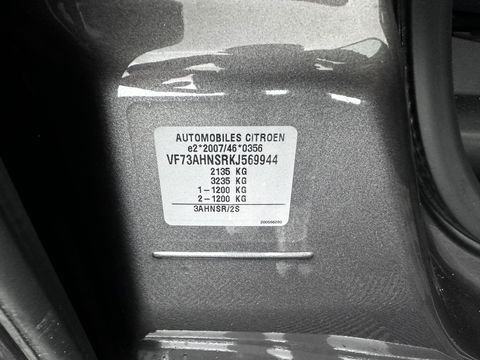 AUTOMOBILES CITROEN
e2*2007/46*0356
VF73AHNSRKJ569944
2135 KG
3235 KG
1-1200 KG
2-1200 KG
3AHNSR/2S